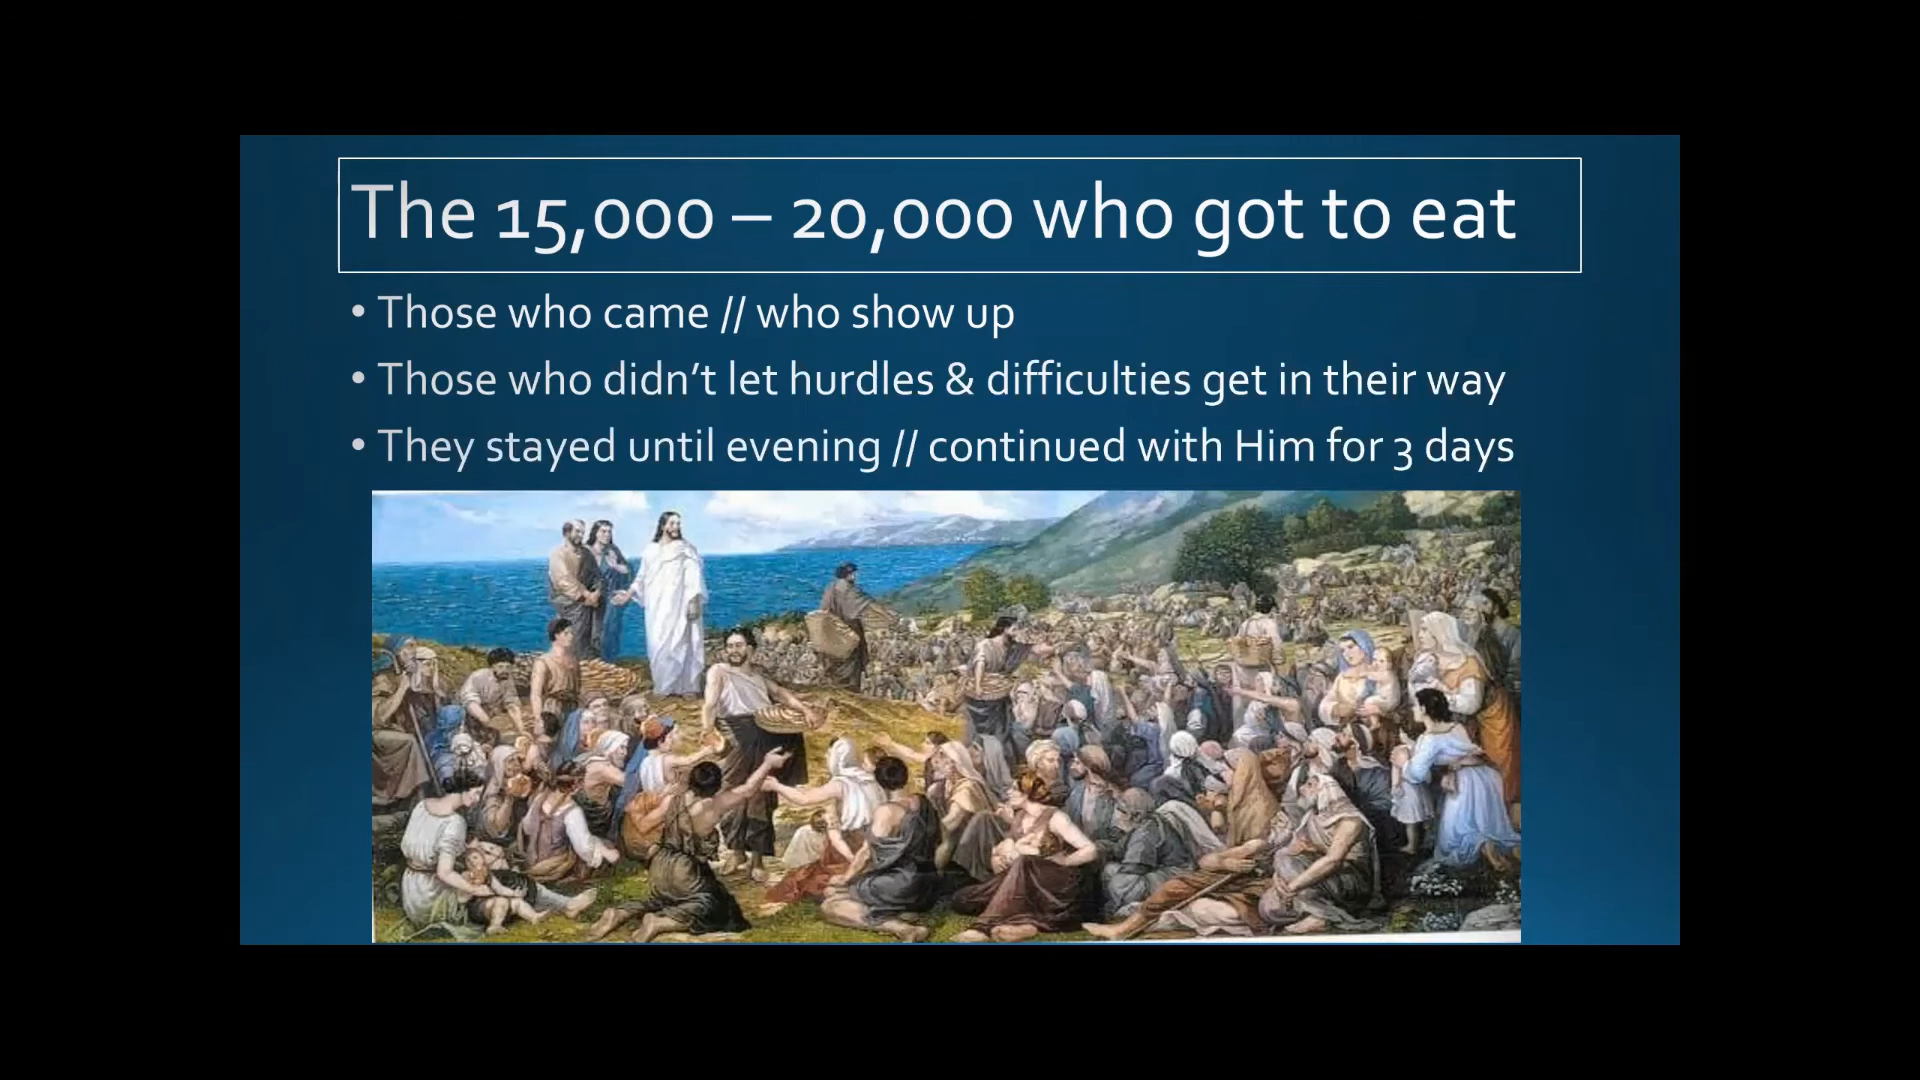 The 15,000 – 20,000 who got to eat
• Those who came // who show up
• Those who didn’t let hurdles & difficulties get in their way
• They stayed until evening // continued with Him for 3 days